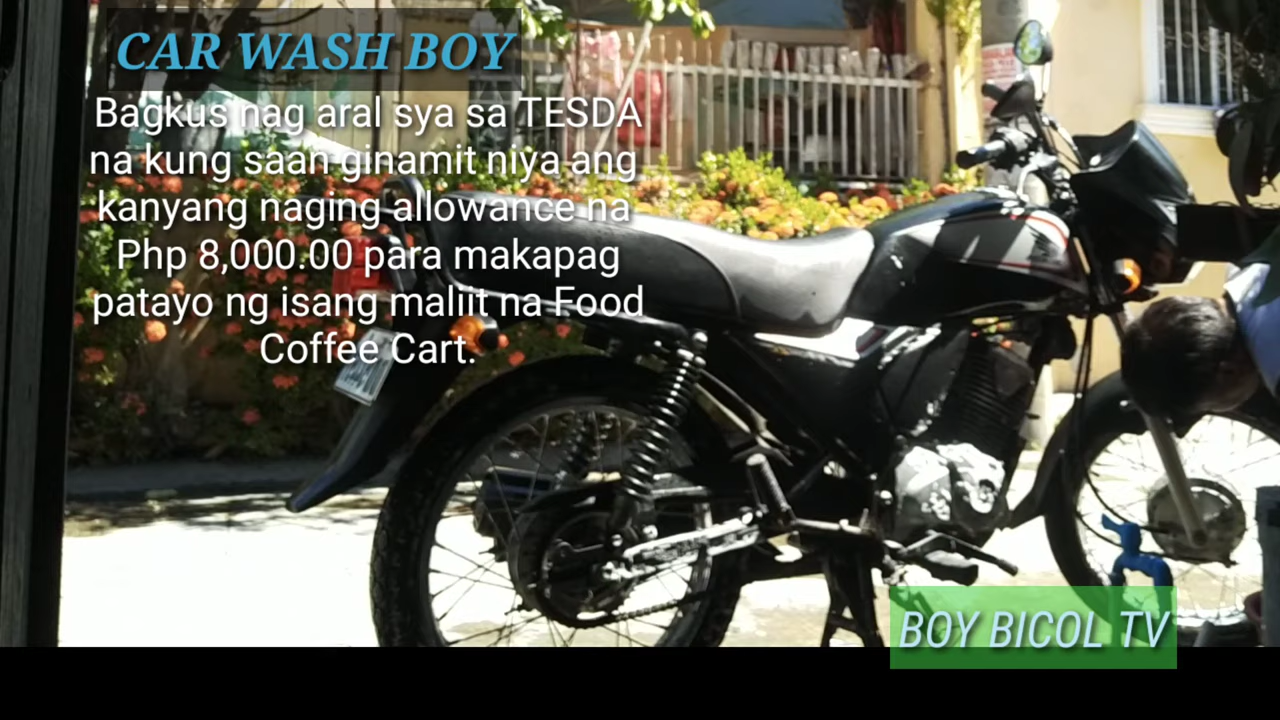 CAR WASH BOY
Bagkus nag aral sya sa TESDA
na kung saan ginamit niya ang
kanyang naging allowance na
Php 8,000.00 para makapag
patayo ng isang maliit na Food
Coffee Cart.
BOY BICOL TV